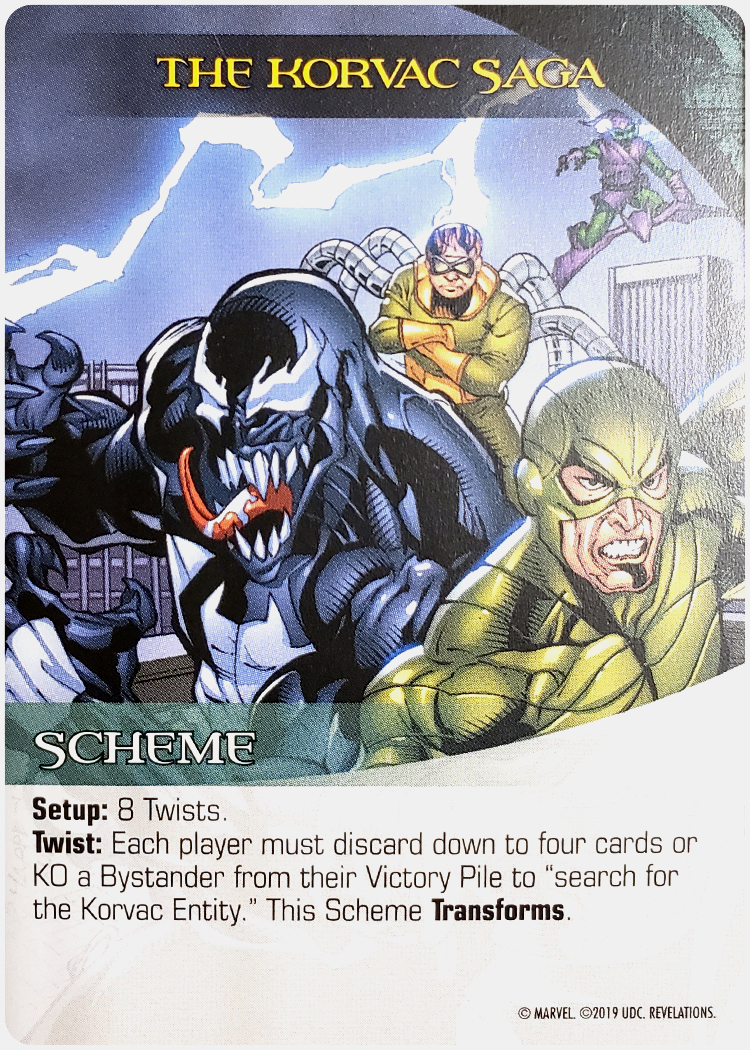 THE KORVAC SAGA
SCHEME
Setup: 8 Twists.
Twist: Each player must discard down to four cards or
KO a Bystander from their Victory Pile to “search for
the Korvac Entity.” This Scheme Transforms.
© MARVEL. ©2019 UDC. REVELATIONS.